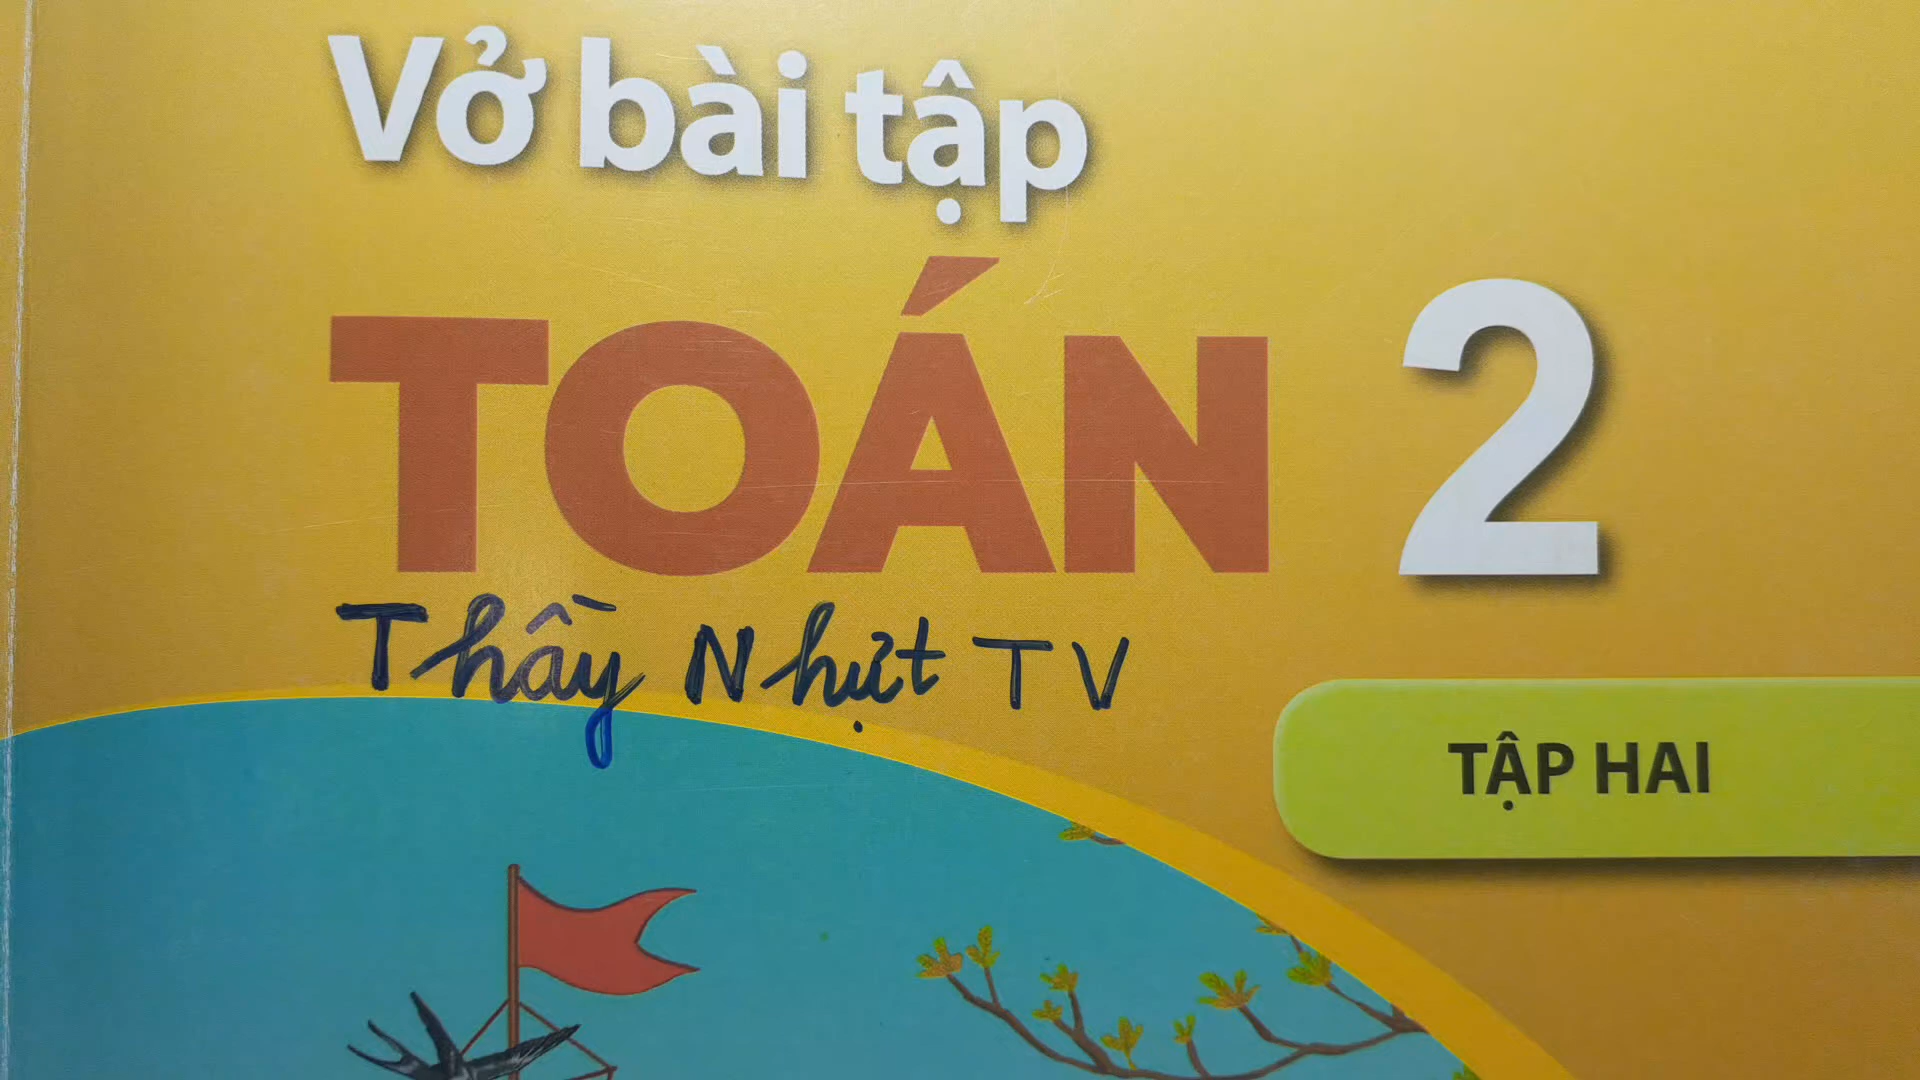 Vở bài tập
TOÁN 2
Thầy Nhựt TV
TẬP HAI